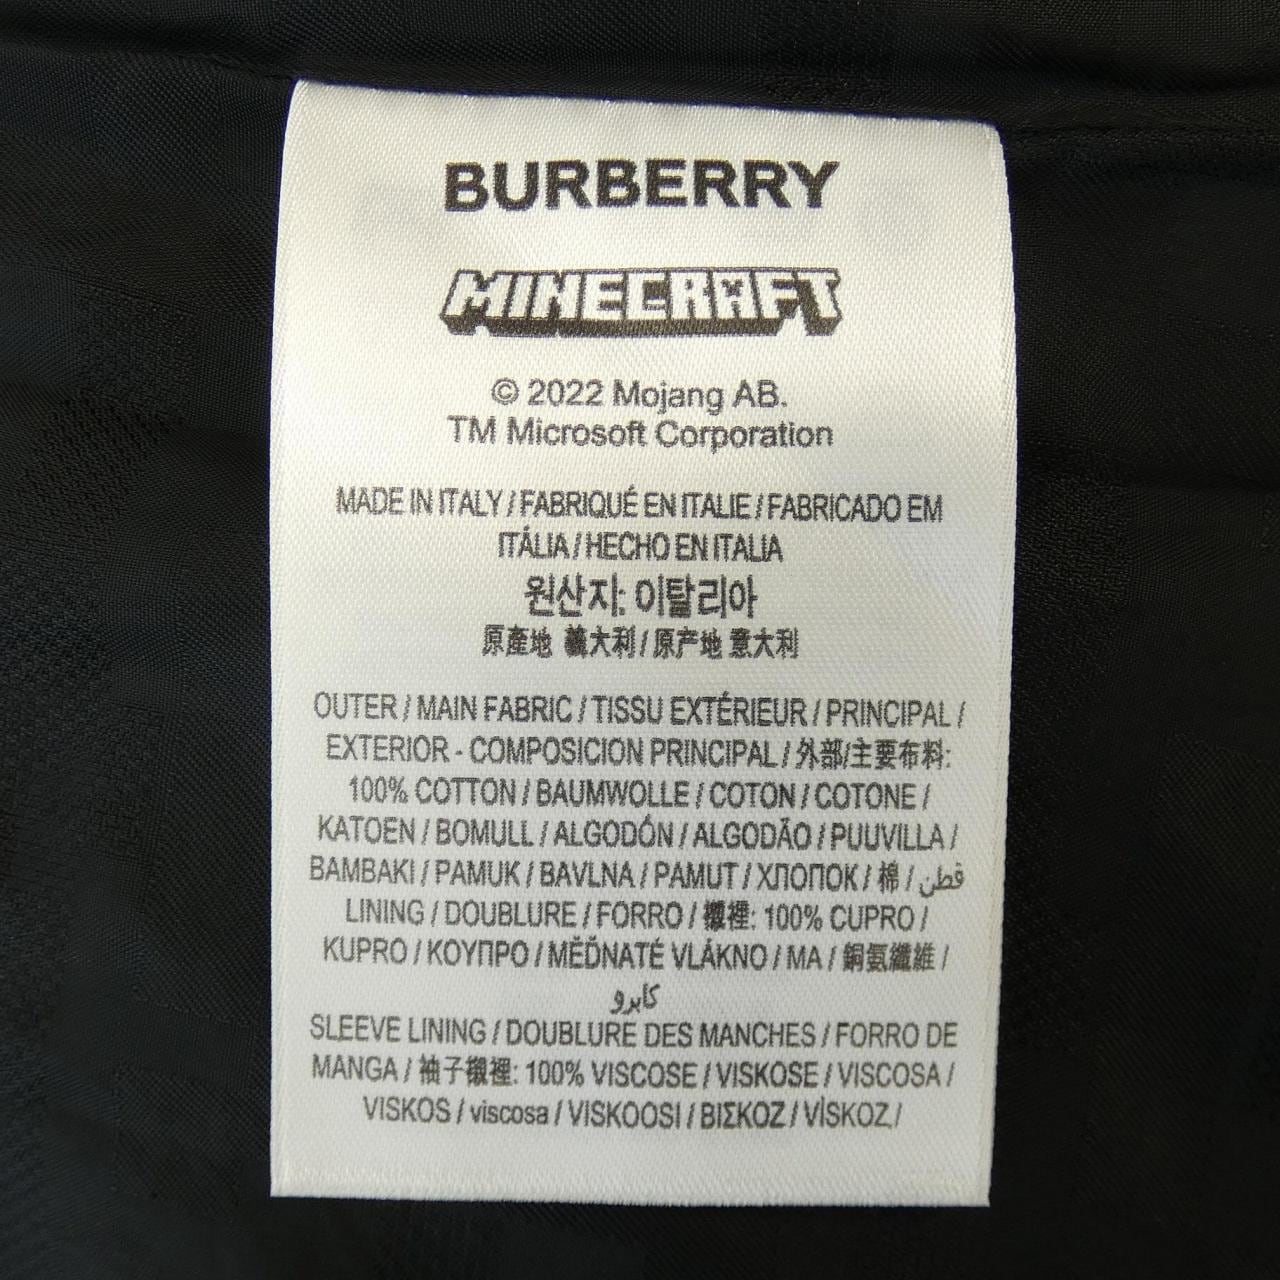 BURBERRY
MINECRAFT
© 2022 Mojang AB.
TM Microsoft Corporation
MADE IN ITALY / FABRIQUÉ EN ITALIE / FABRICADO EM
ITÁLIA / HECHO EN ITALIA
원산지: 이탈리아
原產地 義大利 / 原产地 意大利
OUTER / MAIN FABRIC / TISSU EXTÉRIEUR / PRINCIPAL /
EXTERIOR - COMPOSICION PRINCIPAL / 外部/主要布料:
100% COTTON / BAUMWOLLE / COTON / COTONE /
KATOEN / BOMULL / ALGODÓN / ALGODÃO / PUUVILLA /
BAMBAKI / PAMUK / BAVLNA / PAMUT / ХЛОПОК / 棉 / قطن
LINING / DOUBLURE / FORRO / 襯裡: 100% CUPRO /
KUPRO / ΚΟΥΠΡΟ / MĚĎNATÉ VLÁKNO / MA / 銅氨纖維 /
كابرو
SLEEVE LINING / DOUBLURE DES MANCHES / FORRO DE
MANGA / 袖子襯裡: 100% VISCOSE / VISKOSE / VISCOSA /
VISKOS / viscosa / VISKOOSI / ΒΙΣΚΟΖ / VİSKOZ /